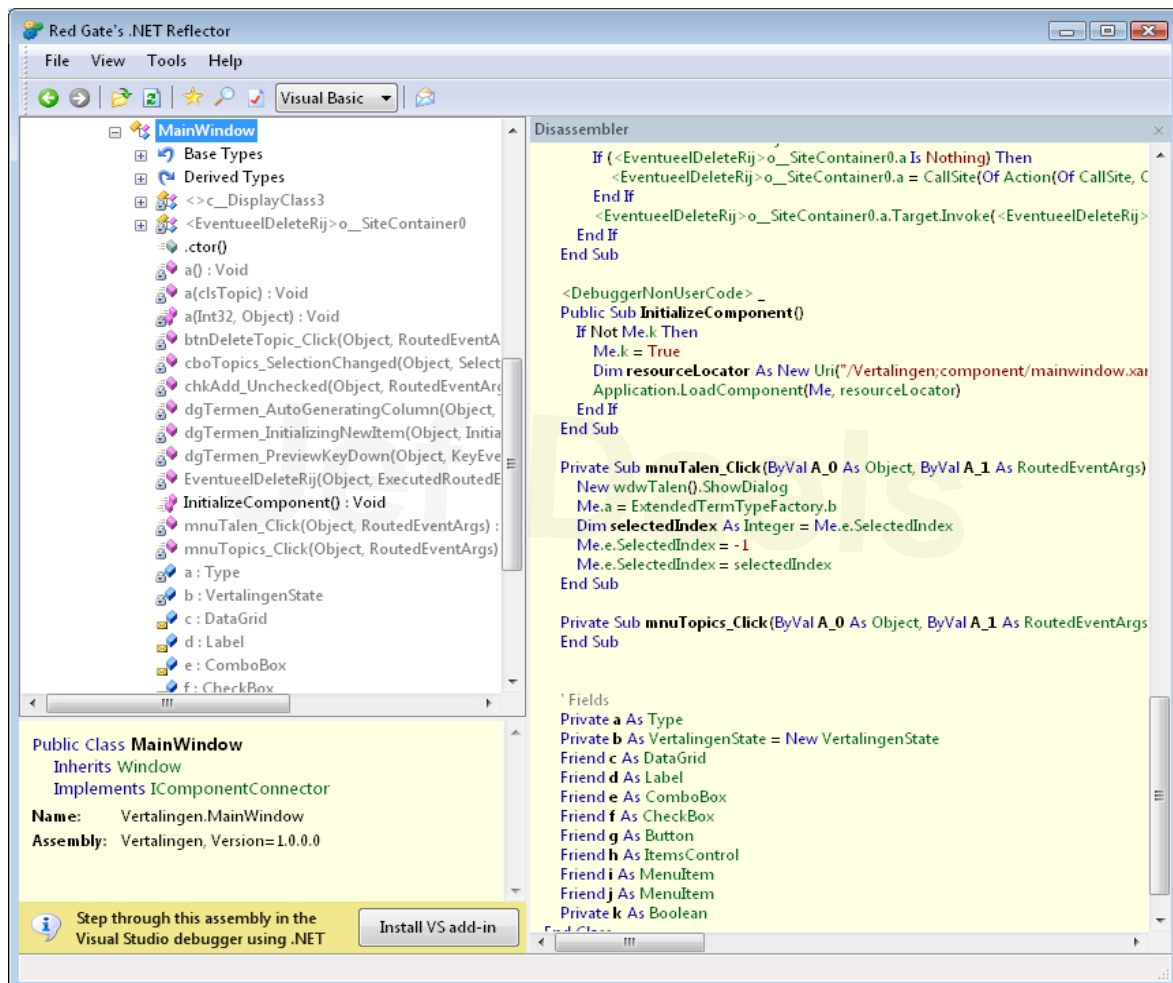 Red Gate's .NET Reflector
File View Tools Help
Visual Basic
MainWindow
Base Types
Derived Types
<>c__DisplayClass3
<EventueelDeleteRij>o__SiteContainer0
.ctor()
a() : Void
a(clsTopic) : Void
a(Int32, Object) : Void
btnDeleteTopic_Click(Object, RoutedEventA
cboTopics_SelectionChanged(Object, Select
chkAdd_Unchecked(Object, RoutedEventArg
dgTermen_AutoGeneratingColumn(Object,
dgTermen_InitializingNewItem(Object, Initia
dgTermen_PreviewKeyDown(Object, KeyEve
EventueelDeleteRij(Object, ExecutedRoutedE
InitializeComponent() : Void
mnuTalen_Click(Object, RoutedEventArgs) :
mnuTopics_Click(Object, RoutedEventArgs)
a : Type
b : VertalingenState
c : DataGrid
d : Label
e : ComboBox
f : CheckBox
Public Class MainWindow
Inherits Window
Implements IComponentConnector
Name: Vertalingen.MainWindow
Assembly: Vertalingen, Version=1.0.0.0
Step through this assembly in the
Visual Studio debugger using .NET
Install VS add-in
Disassembler
If (<EventueelDeleteRij>o__SiteContainer0.a Is Nothing) Then
<EventueelDeleteRij>o__SiteContainer0.a = CallSite(Of Action(Of CallSite, C
End If
<EventueelDeleteRij>o__SiteContainer0.a.Target.Invoke(<EventueelDeleteRij>
End If
End Sub
<DebuggerNonUserCode> _
Public Sub InitializeComponent()
If Not Me.k Then
Me.k = True
Dim resourceLocator As New Uri("/Vertalingen;component/mainwindow.xar
Application.LoadComponent(Me, resourceLocator)
End If
End Sub
Private Sub mnuTalen_Click(ByVal A_0 As Object, ByVal A_1 As RoutedEventArgs)
New wdwTalen().ShowDialog
Me.a = ExtendedTermTypeFactory.b
Dim selectedIndex As Integer = Me.e.SelectedIndex
Me.e.SelectedIndex = -1
Me.e.SelectedIndex = selectedIndex
End Sub
Private Sub mnuTopics_Click(ByVal A_0 As Object, ByVal A_1 As RoutedEventArgs
End Sub
' Fields
Private a As Type
Private b As VertalingenState = New VertalingenState
Friend c As DataGrid
Friend d As Label
Friend e As ComboBox
Friend f As CheckBox
Friend g As Button
Friend h As ItemsControl
Friend i As MenuItem
Friend j As MenuItem
Private k As Boolean
End Class